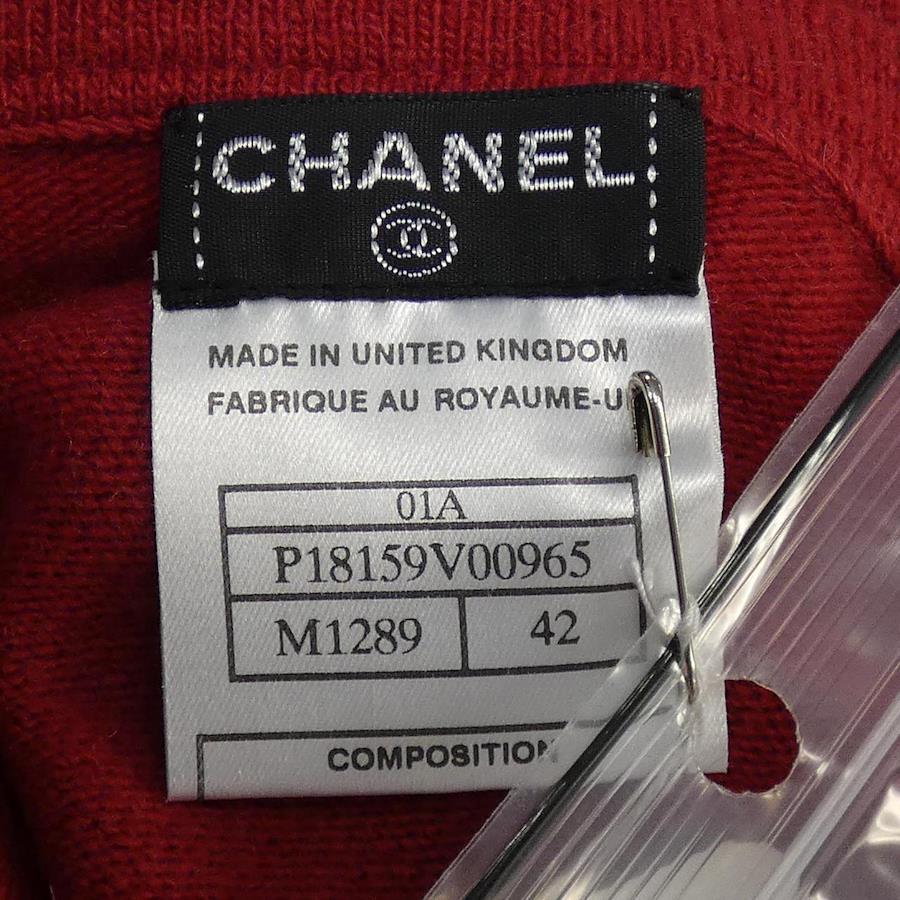 CHANEL
MADE IN UNITED KINGDOM
FABRIQUE AU ROYAUME-U
01A
P18159V00965
M1289 42
COMPOSITION